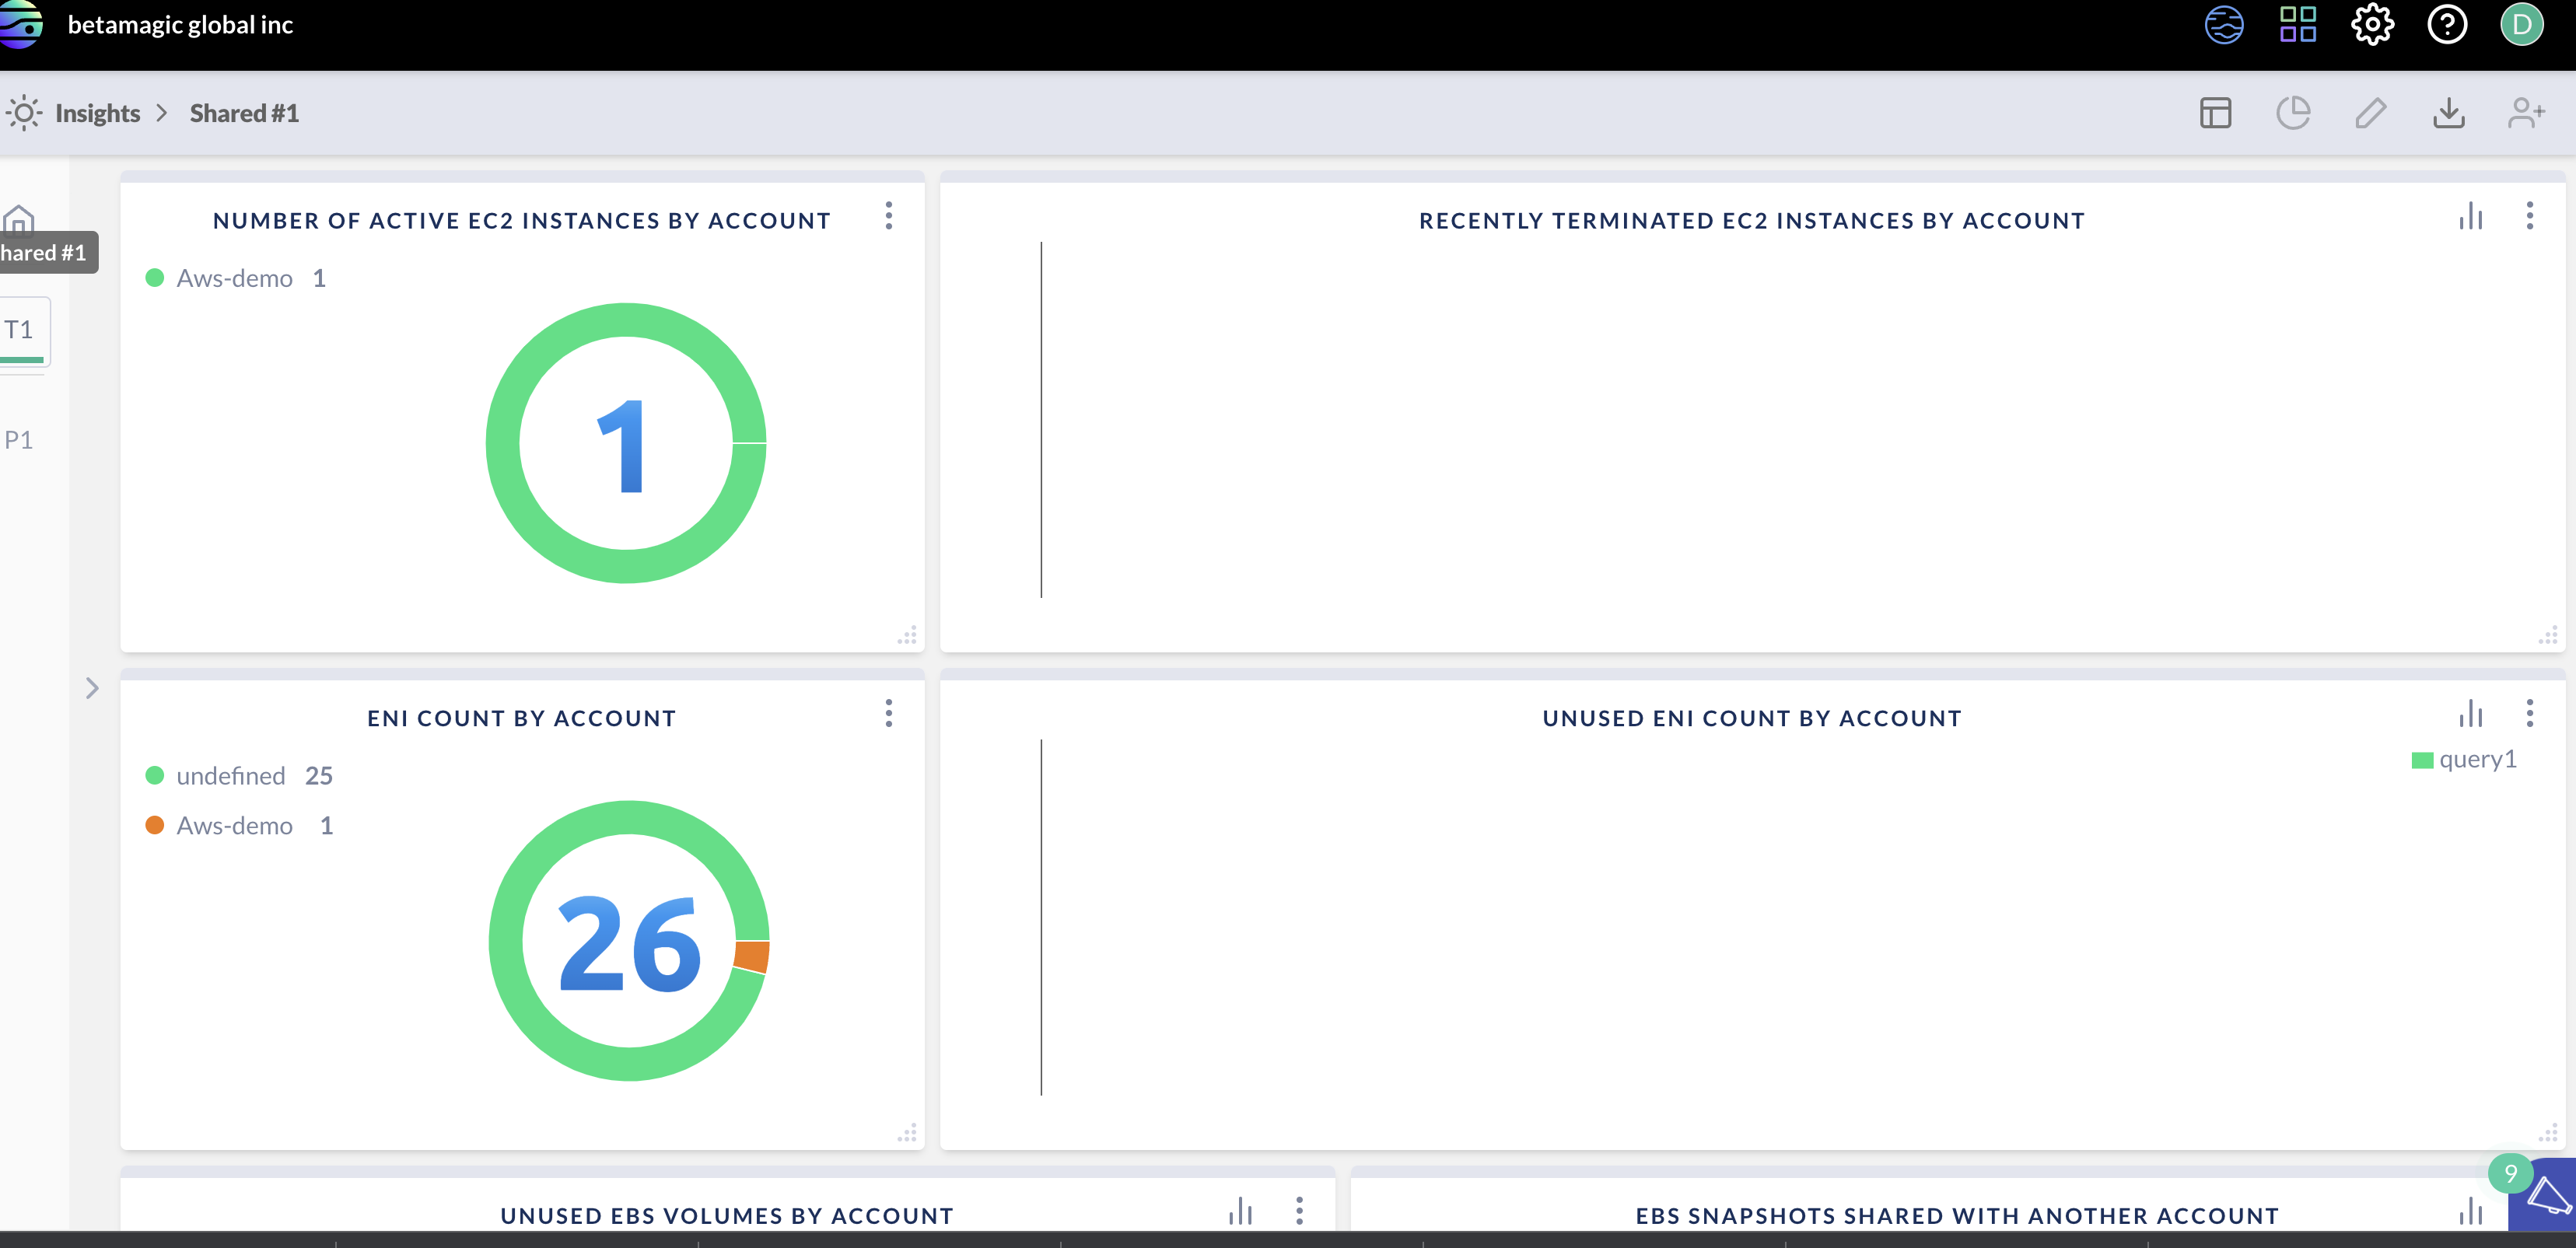 betamagic global inc
D
Insights > Shared #1
hared #1
T1
P1
NUMBER OF ACTIVE EC2 INSTANCES BY ACCOUNT
Aws-demo 1
1
RECENTLY TERMINATED EC2 INSTANCES BY ACCOUNT
ENI COUNT BY ACCOUNT
undefined 25
Aws-demo 1
26
UNUSED ENI COUNT BY ACCOUNT
query1
UNUSED EBS VOLUMES BY ACCOUNT
EBS SNAPSHOTS SHARED WITH ANOTHER ACCOUNT
9